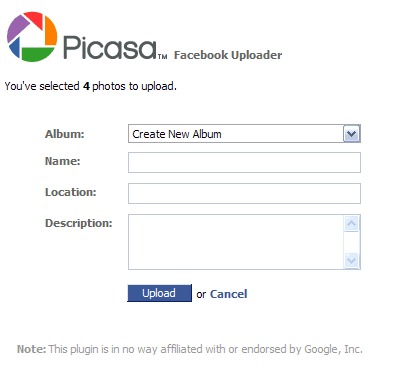 Picasa™ Facebook Uploader
You've selected 4 photos to upload.
Album: Create New Album
Name:
Location:
Description:
Upload or Cancel
Note: This plugin is in no way affiliated with or endorsed by Google, Inc.